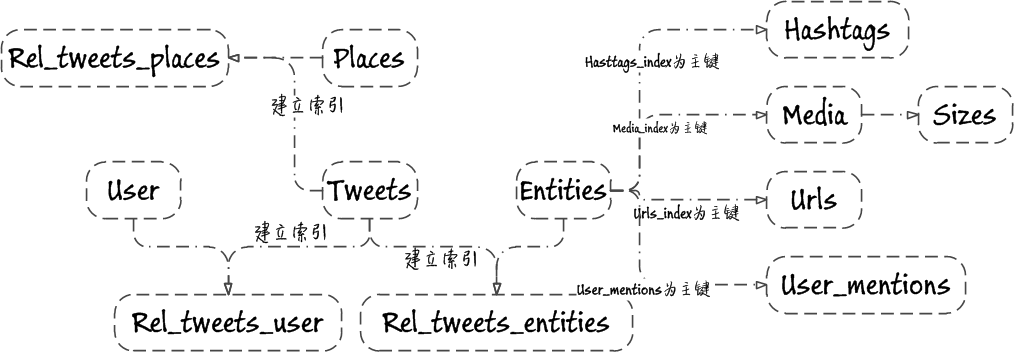 Hashtags
Rel_tweets_places
Places
Hasttags_index为主键
建立索引
Media
Sizes
Media_index为主键
User
Tweets
Entities
Urls
Urls_index为主键
建立索引
建立索引
User_mentions为主键
User_mentions
Rel_tweets_user
Rel_tweets_entities